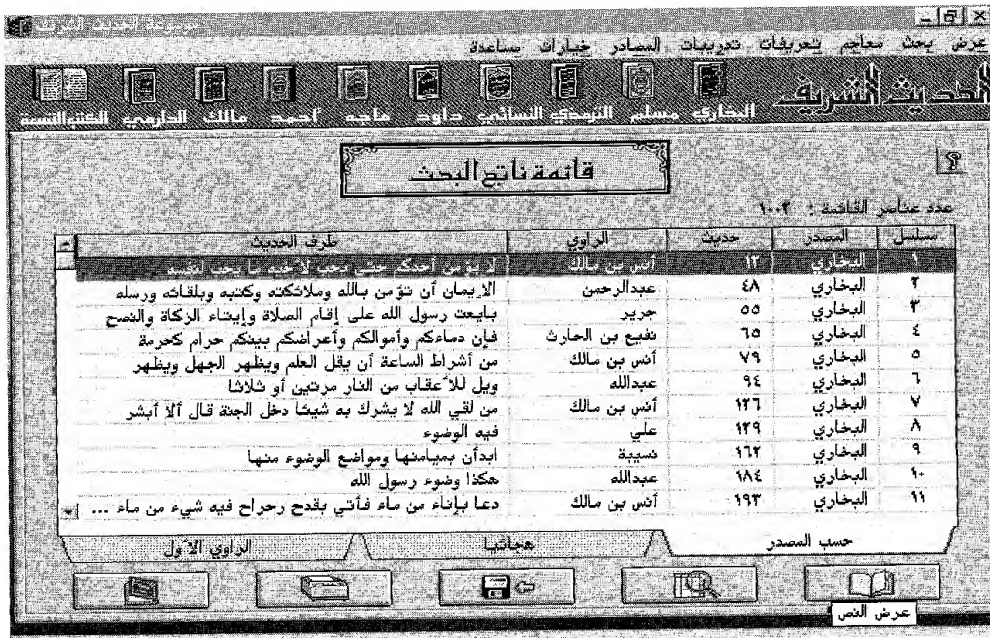 موسوعة الحديث الشريف
عرض بحث معاجم تعريفات تدريبات المصادر خيارات مساعدة
الحديث الشريف
البخاري مسلم الترمذي النسائي داود ماجه أحمد مالك الدارمي الكتب التسعة
قائمة ناتج البحث
عدد عناصر القائمة : ١٠٠٣
مسلسل المصدر حديث الراوي طرف الحديث
١ البخاري ١٢ أنس بن مالك لا يؤمن أحدكم حتى يحب لأخيه ما يحب لنفسه
٢ البخاري ٤٨ عبدالرحمن الإيمان أن تؤمن بالله وملائكته وكتبه وبلقائه ورسله
٣ البخاري ٥٥ جرير بايعت رسول الله على إقام الصلاة وإيتاء الزكاة والنصح
٤ البخاري ٦٥ نفيع بن الحارث فإن دماءكم وأموالكم وأعراضكم بينكم حرام كحرمة
٥ البخاري ٧٩ أنس بن مالك من أشراط الساعة أن يقل العلم ويظهر الجهل ويظهر
٦ البخاري ٩٤ عبدالله ويل للأعقاب من النار مرتين أو ثلاثا
٧ البخاري ١٢٦ أنس بن مالك من لقي الله لا يشرك به شيئا دخل الجنة قال ألا أبشر
٨ البخاري ١٢٩ علي فيه الوضوء
٩ البخاري ١٦٢ نسيبة ابدأن بميامنها ومواضع الوضوء منها
١٠ البخاري ١٨٤ عبدالله هكذا وضوء رسول الله
١١ البخاري ١٩٣ أنس بن مالك دعا بإناء من ماء فأتي بقدح رحراح فيه شيء من ماء ...
حسب المصدر هجائيا الراوي الأول
عرض النص